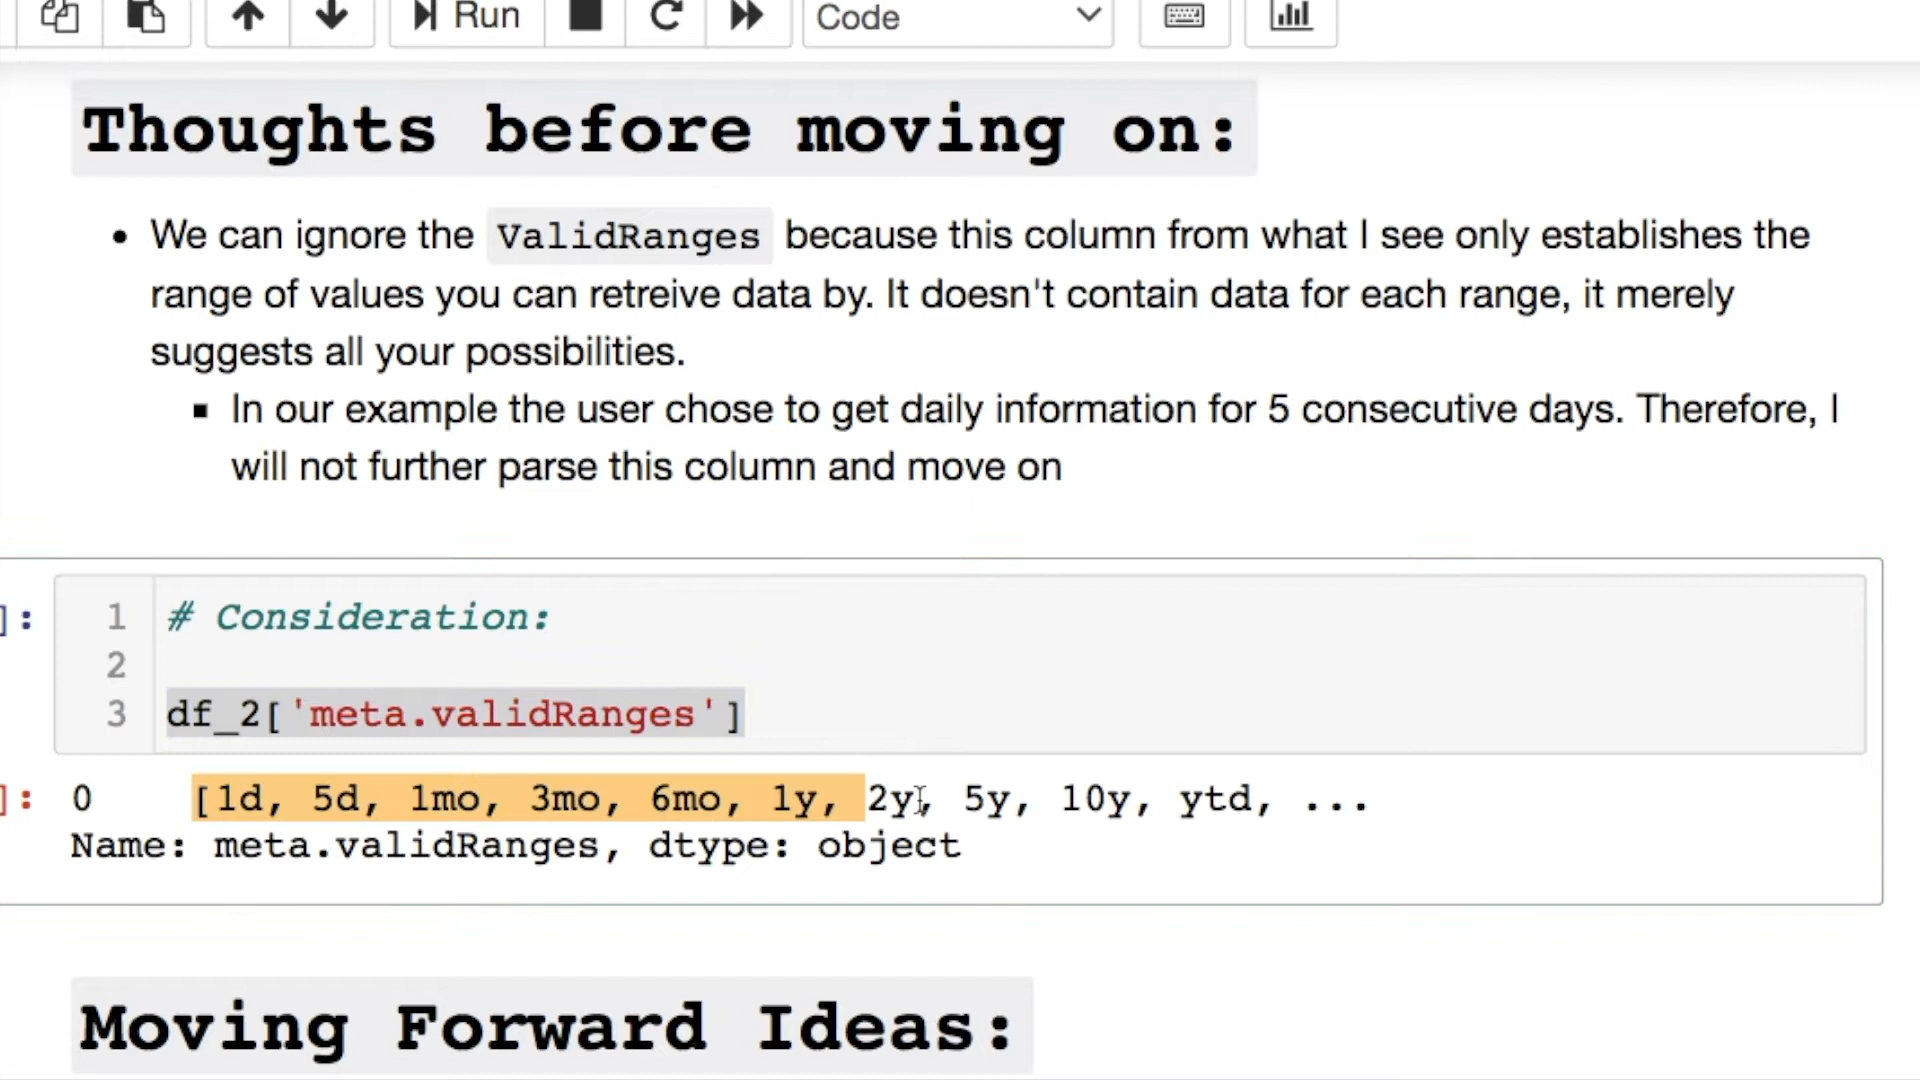 Run
Code
Thoughts before moving on:
• We can ignore the ValidRanges because this column from what I see only establishes the
range of values you can retreive data by. It doesn't contain data for each range, it merely
suggests all your possibilities.
▪ In our example the user chose to get daily information for 5 consecutive days. Therefore, I
will not further parse this column and move on
]: 1 # Consideration:
2
3 df_2['meta.validRanges']
]: 0 [1d, 5d, 1mo, 3mo, 6mo, 1y, 2y, 5y, 10y, ytd, ...
Name: meta.validRanges, dtype: object
Moving Forward Ideas: